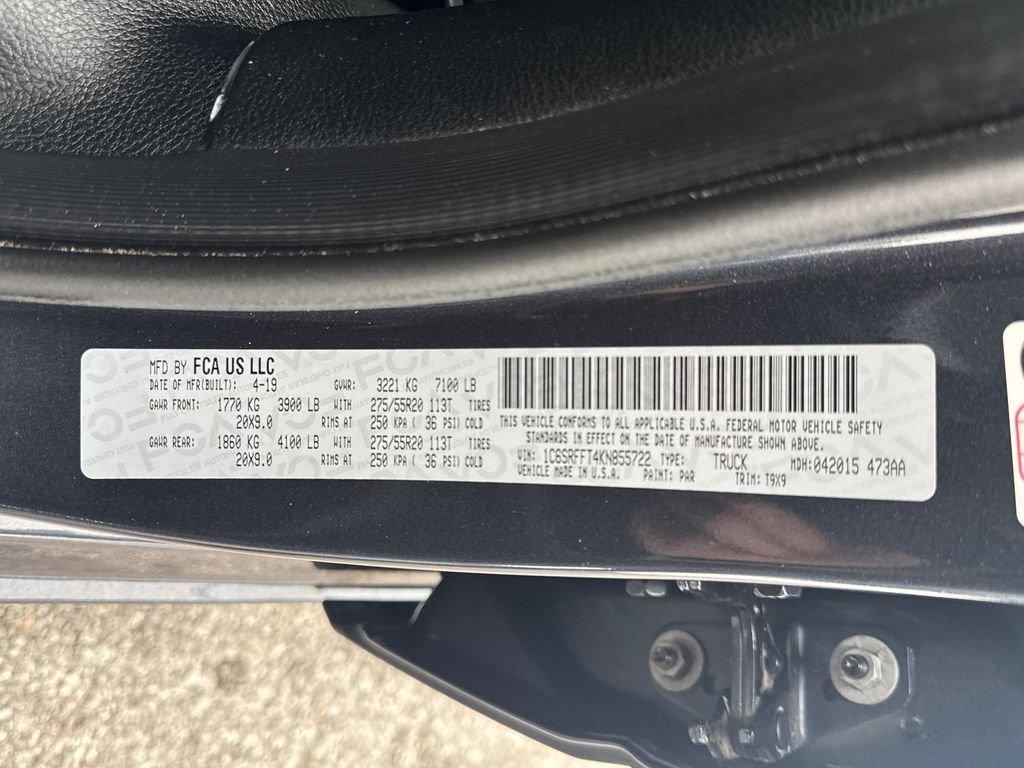 MFD BY FCA US LLC
DATE OF MFR(BUILT): 4-19 GVWR: 3221 KG 7100 LB
GAWR FRONT: 1770 KG 3900 LB WITH 275/55R20 113T TIRES
20X9.0 RIMS AT 250 KPA ( 36 PSI) COLD
GAWR REAR: 1860 KG 4100 LB WITH 275/55R20 113T TIRES
20X9.0 RIMS AT 250 KPA ( 36 PSI) COLD
THIS VEHICLE CONFORMS TO ALL APPLICABLE U.S.A. FEDERAL MOTOR VEHICLE SAFETY
STANDARDS IN EFFECT ON THE DATE OF MANUFACTURE SHOWN ABOVE.
VIN: 1C6SRFFT4KN855722 TYPE: TRUCK MDH: 042015 473AA
VEHICLE MADE IN U.S.A. PAINT: PAR TRIM: T9X9